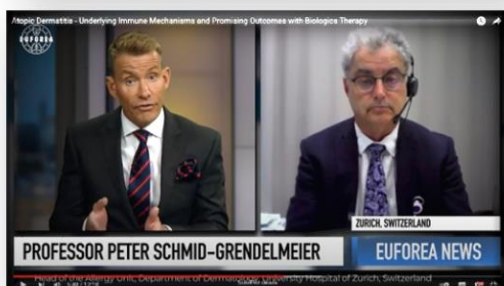 Atopic Dermatitis - Underlying Immune Mechanisms and Promising Outcomes with Biologics Therapy
EUFOREA
ZURICH, SWITZERLAND
PROFESSOR PETER SCHMID-GRENDELMEIER
EUFOREA NEWS
Head of the Allergy Unit, Department of Dermatology, University Hospital of Zurich, Switzerland